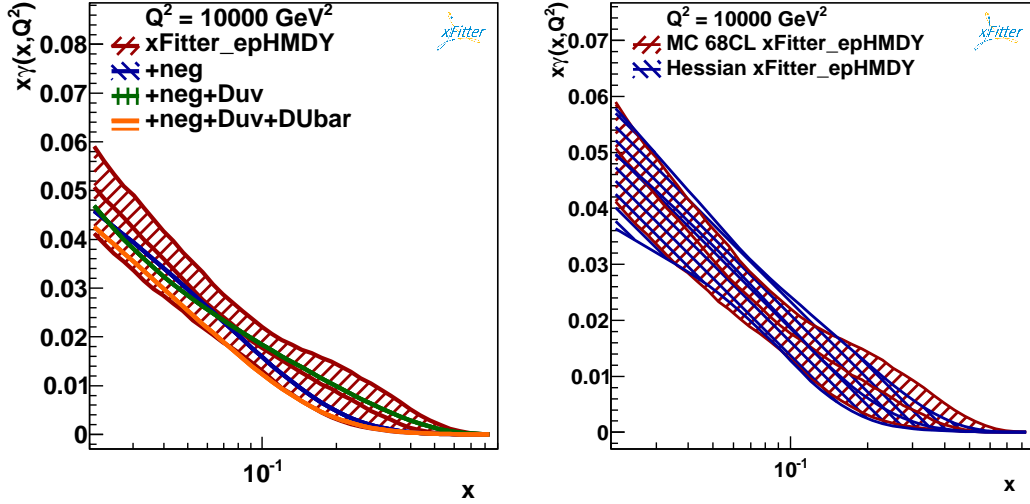 Q² = 10000 GeV²
xFitter_epHMDY
+neg
+neg+Duv
+neg+Duv+DUbar
xFitter
xγ(x,Q²)
0.08
0.07
0.06
0.05
0.04
0.03
0.02
0.01
0
10⁻¹
x
Q² = 10000 GeV²
MC 68CL xFitter_epHMDY
Hessian xFitter_epHMDY
xFitter
xγ(x,Q²)
0.07
0.06
0.05
0.04
0.03
0.02
0.01
0
10⁻¹
x